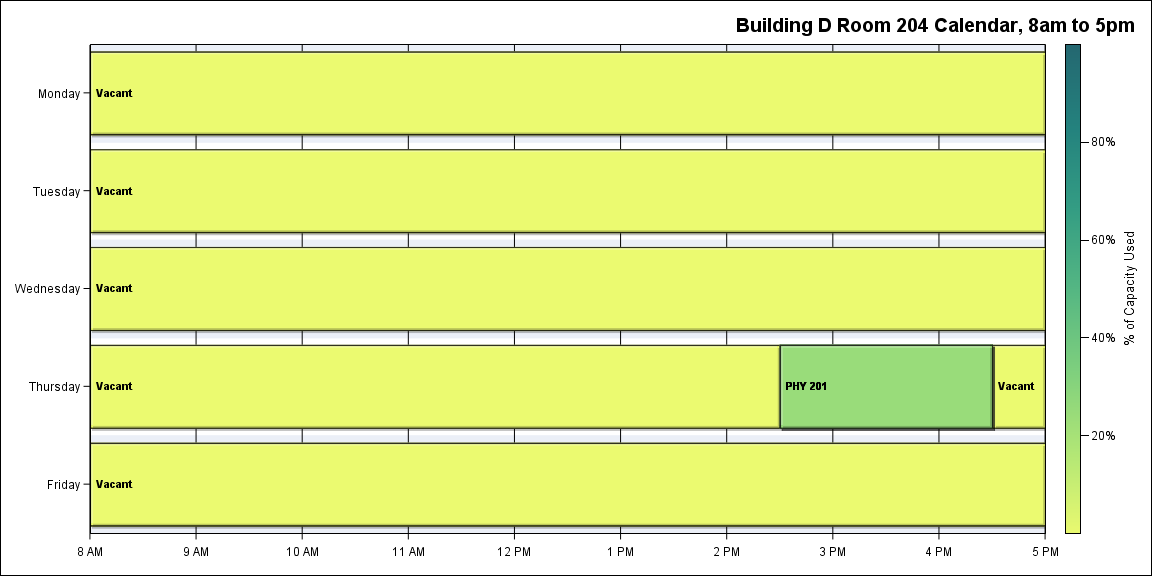 Building D Room 204 Calendar, 8am to 5pm
Monday
Vacant
Tuesday
Vacant
Wednesday
Vacant
Thursday
Vacant
PHY 201
Vacant
Friday
Vacant
8 AM
9 AM
10 AM
11 AM
12 PM
1 PM
2 PM
3 PM
4 PM
5 PM
80%
60%
40%
20%
% of Capacity Used